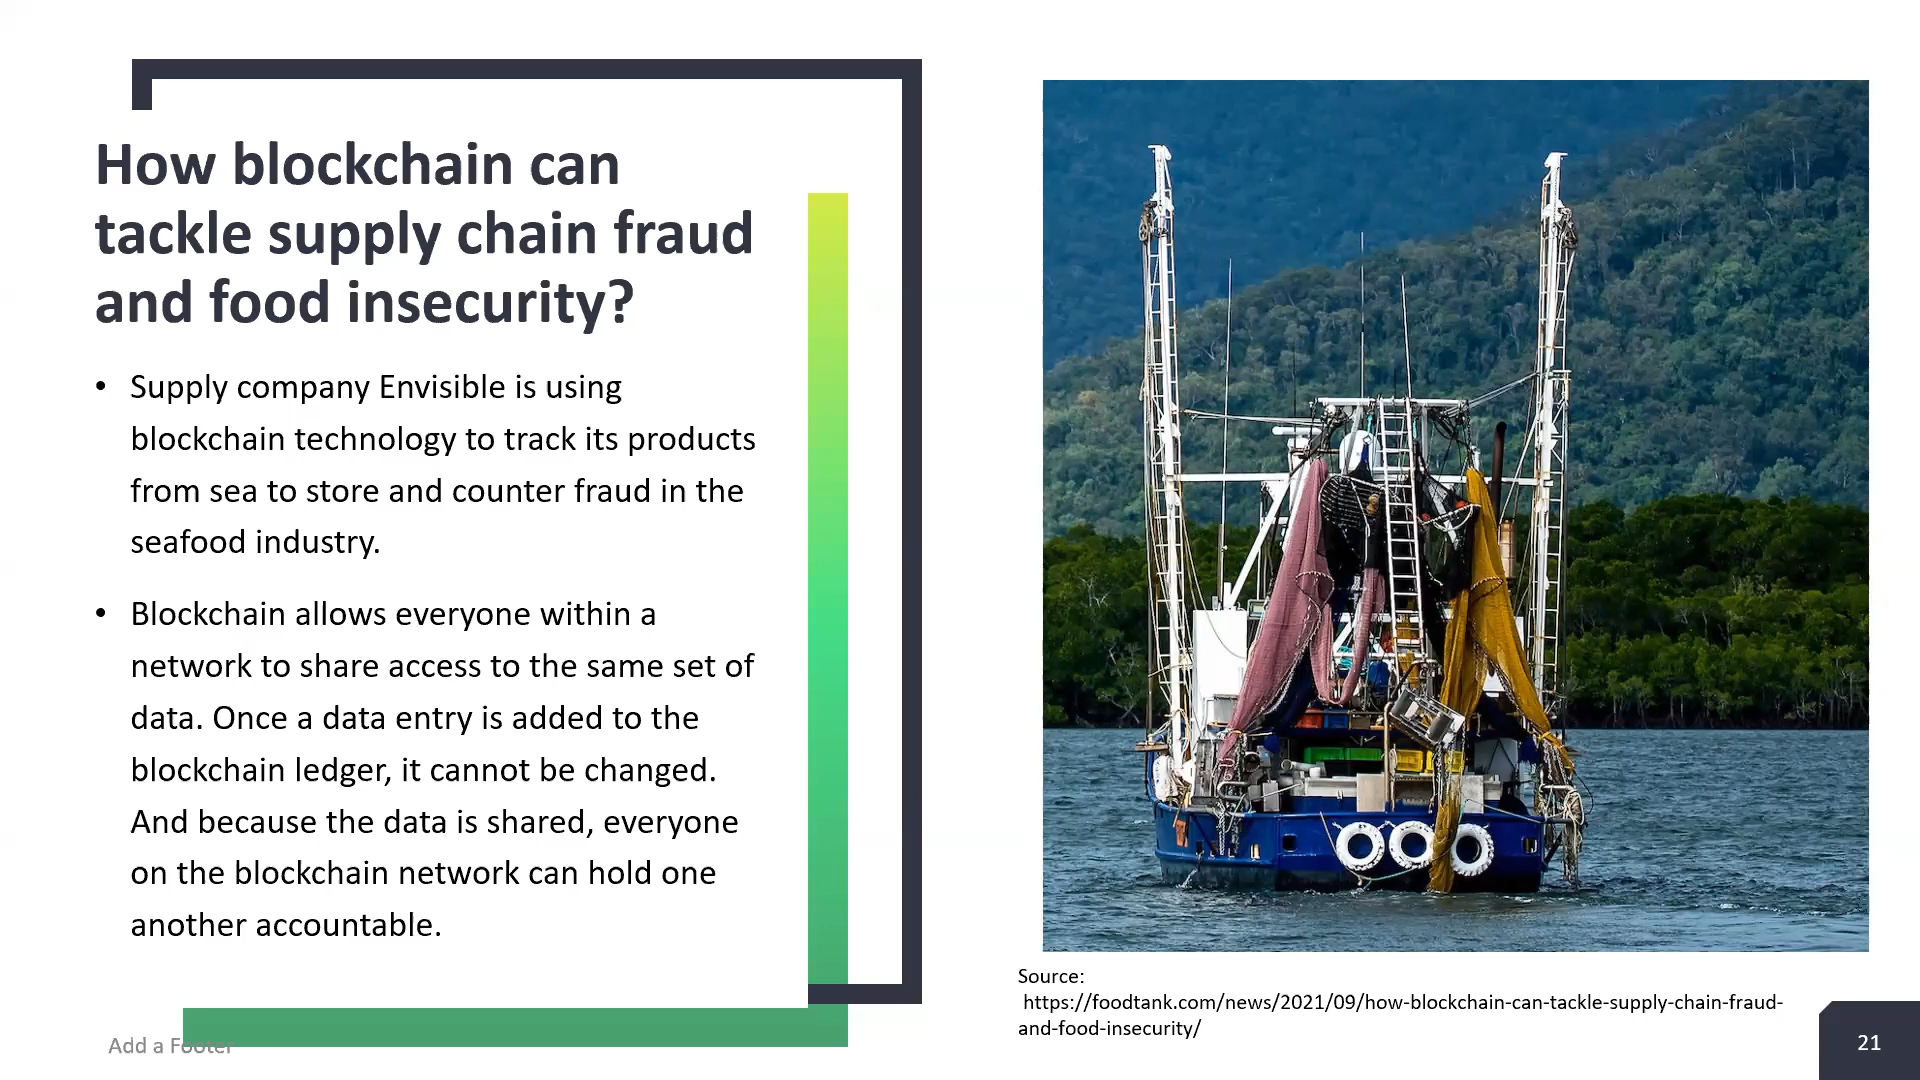 How blockchain can
tackle supply chain fraud
and food insecurity?
• Supply company Envisible is using
blockchain technology to track its products
from sea to store and counter fraud in the
seafood industry.
• Blockchain allows everyone within a
network to share access to the same set of
data. Once a data entry is added to the
blockchain ledger, it cannot be changed.
And because the data is shared, everyone
on the blockchain network can hold one
another accountable.
Source:
https://foodtank.com/news/2021/09/how-blockchain-can-tackle-supply-chain-fraud-
and-food-insecurity/
Add a Footer
21